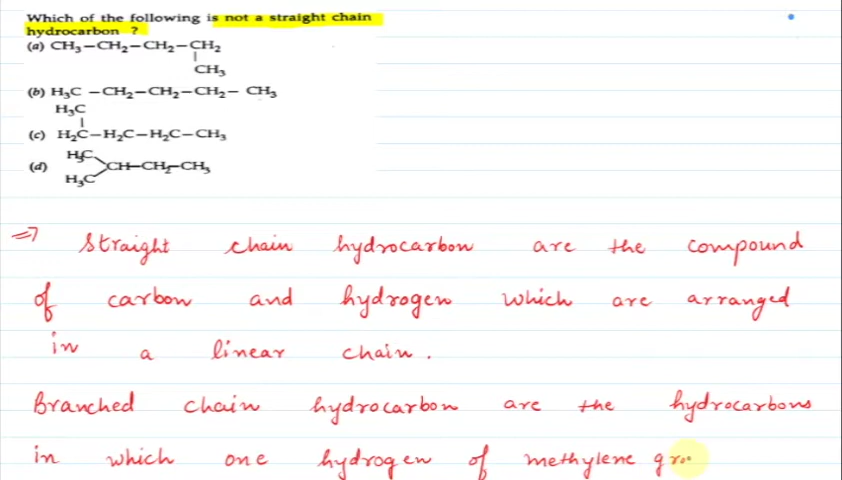 Which of the following is not a straight chain
hydrocarbon ?
(a) CH₃–CH₂–CH₂–CH₂
|
CH₃
(b) H₃C –CH₂–CH₂–CH₂– CH₃
H₃C
|
(c) H₂C–H₂C–H₂C–CH₃
H₃C
(d) CH–CH₂–CH₃
H₃C
⇒ Straight chain hydrocarbon are the compound
of carbon and hydrogen which are arranged
in a linear chain.
Branched chain hydrocarbon are the hydrocarbons
in which one hydrogen of methylene gro